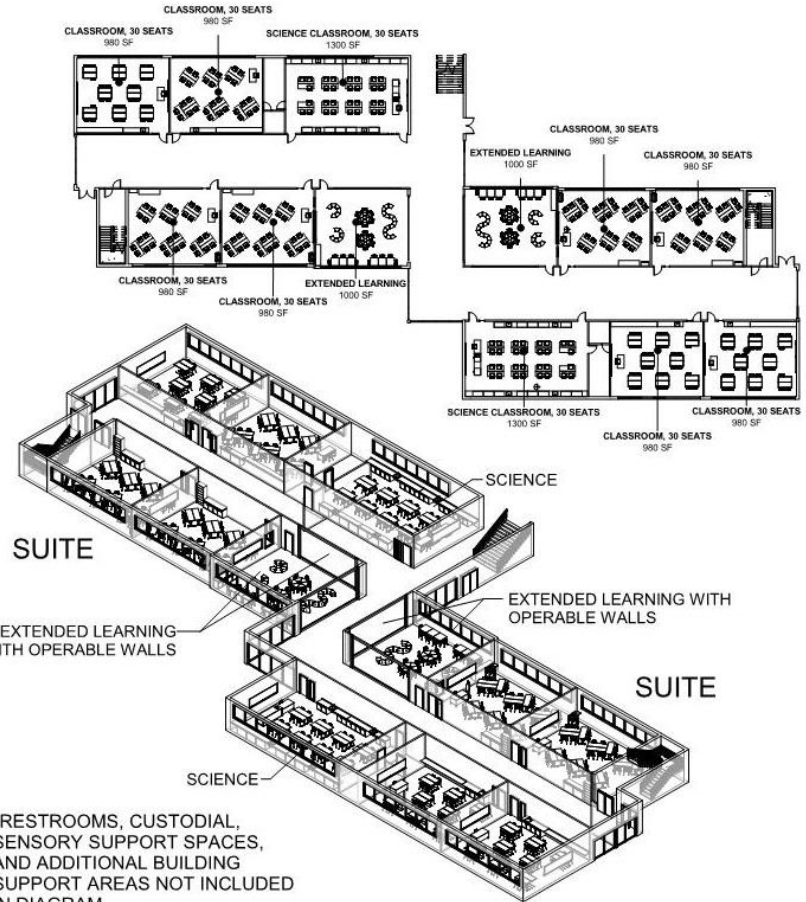 CLASSROOM, 30 SEATS
980 SF
CLASSROOM, 30 SEATS
980 SF
SCIENCE CLASSROOM, 30 SEATS
1300 SF
CLASSROOM, 30 SEATS
980 SF
EXTENDED LEARNING
1000 SF
CLASSROOM, 30 SEATS
980 SF
CLASSROOM, 30 SEATS
980 SF
EXTENDED LEARNING
1000 SF
CLASSROOM, 30 SEATS
980 SF
SCIENCE CLASSROOM, 30 SEATS
1300 SF
CLASSROOM, 30 SEATS
980 SF
CLASSROOM, 30 SEATS
980 SF
SCIENCE
SUITE
EXTENDED LEARNING WITH
OPERABLE WALLS
EXTENDED LEARNING
ITH OPERABLE WALLS
SUITE
SCIENCE
RESTROOMS, CUSTODIAL,
SENSORY SUPPORT SPACES,
AND ADDITIONAL BUILDING
SUPPORT AREAS NOT INCLUDED
N DIAGRAM